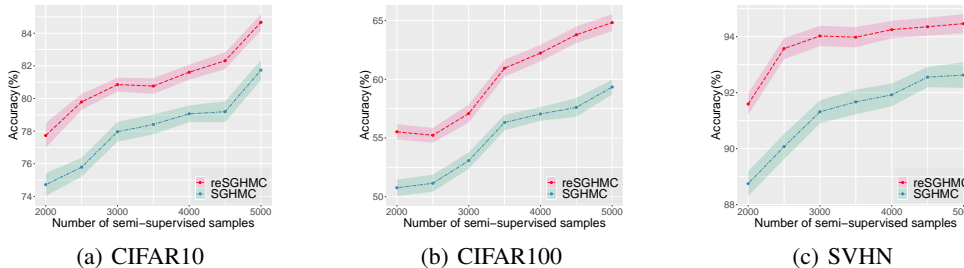 Accuracy(%)
84
82
80
78
76
74
2000
3000
4000
5000
Number of semi-supervised samples
reSGHMC
SGHMC
(a) CIFAR10
Accuracy(%)
65
60
55
50
2000
3000
4000
5000
Number of semi-supervised samples
reSGHMC
SGHMC
(b) CIFAR100
Accuracy(%)
94
92
90
88
2000
3000
4000
500
Number of semi-supervised samples
reSGHMC
SGHMC
(c) SVHN